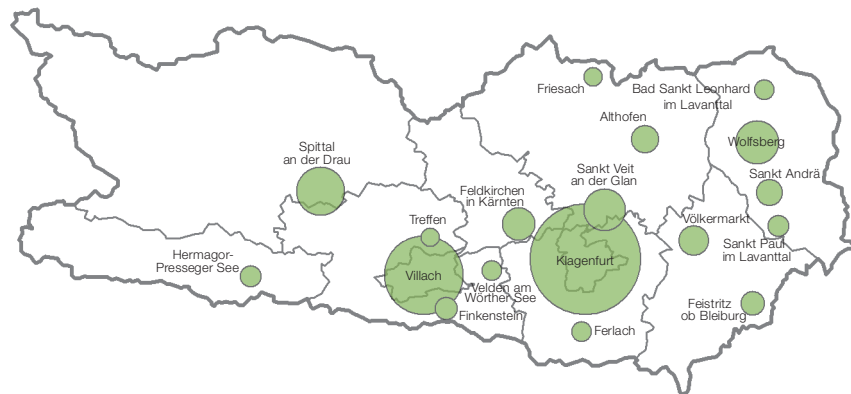 Friesach
Bad Sankt Leonhard
im Lavanttal
Althofen
Wolfsberg
Spittal
an der Drau
Sankt Veit
an der Glan
Sankt Andrä
Feldkirchen
in Kärnten
Treffen
Völkermarkt
Sankt Paul
im Lavanttal
Hermagor-
Presseger See
Villach
Klagenfurt
Velden am
Wörther See
Finkenstein
Feistritz
ob Bleiburg
Ferlach